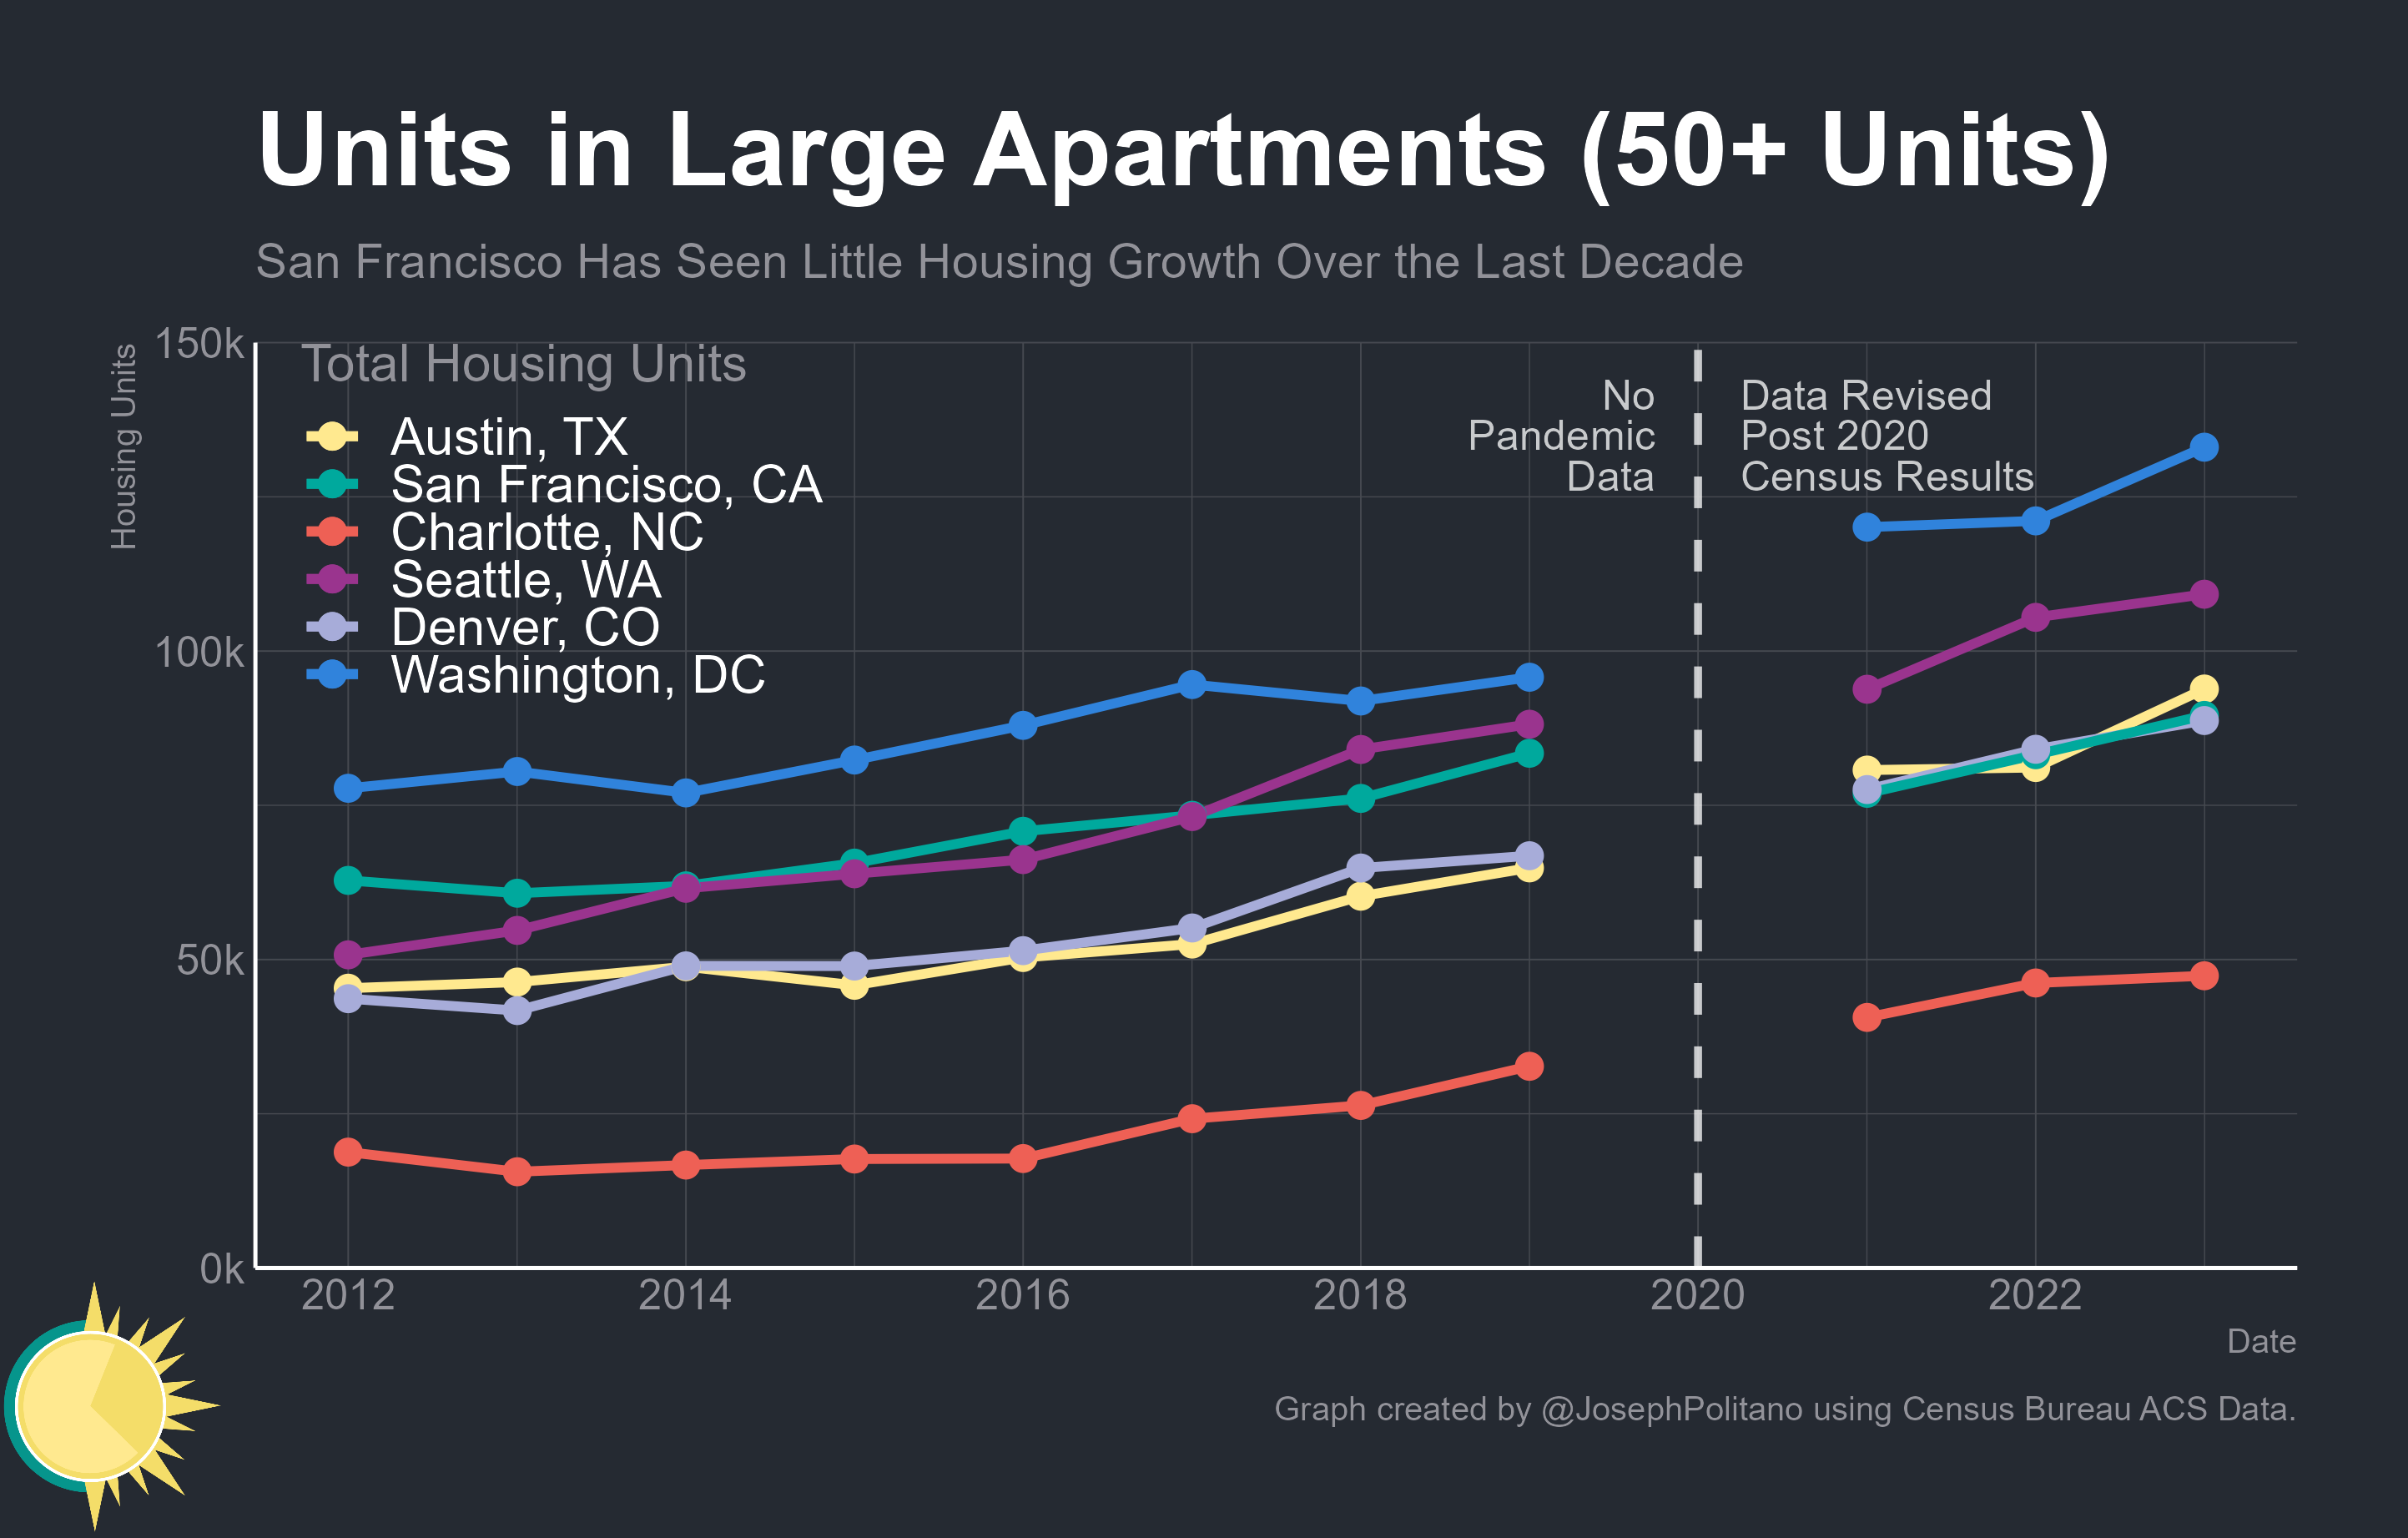 Units in Large Apartments (50+ Units)
San Francisco Has Seen Little Housing Growth Over the Last Decade
Housing Units
150k
100k
50k
0k
Total Housing Units
Austin, TX
San Francisco, CA
Charlotte, NC
Seattle, WA
Denver, CO
Washington, DC
No
Pandemic
Data
Data Revised
Post 2020
Census Results
2012
2014
2016
2018
2020
2022
Date
Graph created by @JosephPolitano using Census Bureau ACS Data.